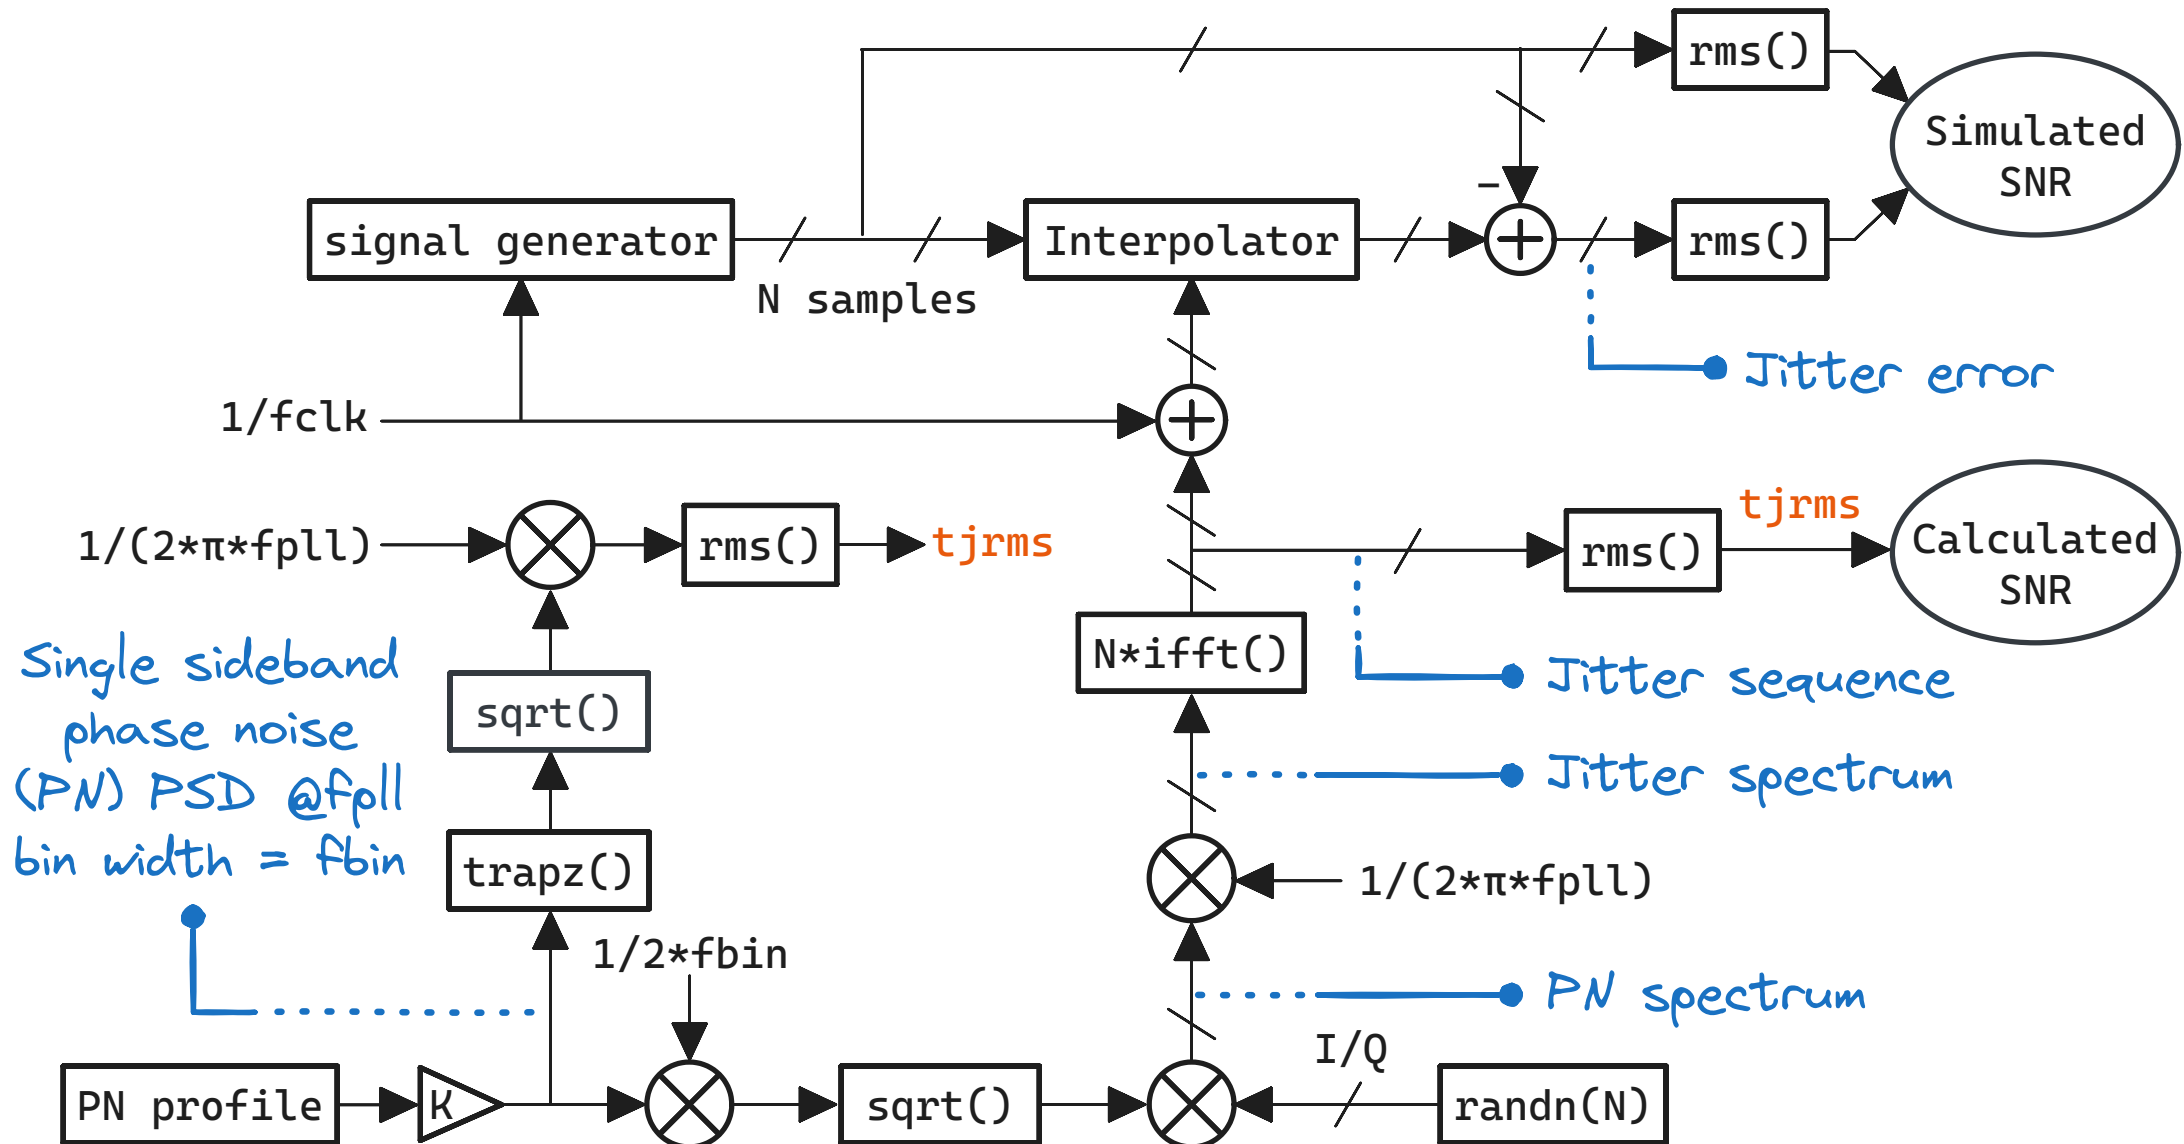 rms()
Simulated
SNR
signal generator
Interpolator
−
+
rms()
N samples
Jitter error
1/fclk
+
1/(2*π*fpll)
rms()
tjrms
rms()
tjrms
Calculated
SNR
Single sideband
phase noise
(PN) PSD @fpll
bin width = fbin
sqrt()
N*ifft()
Jitter sequence
Jitter spectrum
trapz()
1/(2*π*fpll)
1/2*fbin
PN spectrum
I/Q
PN profile
K
sqrt()
randn(N)